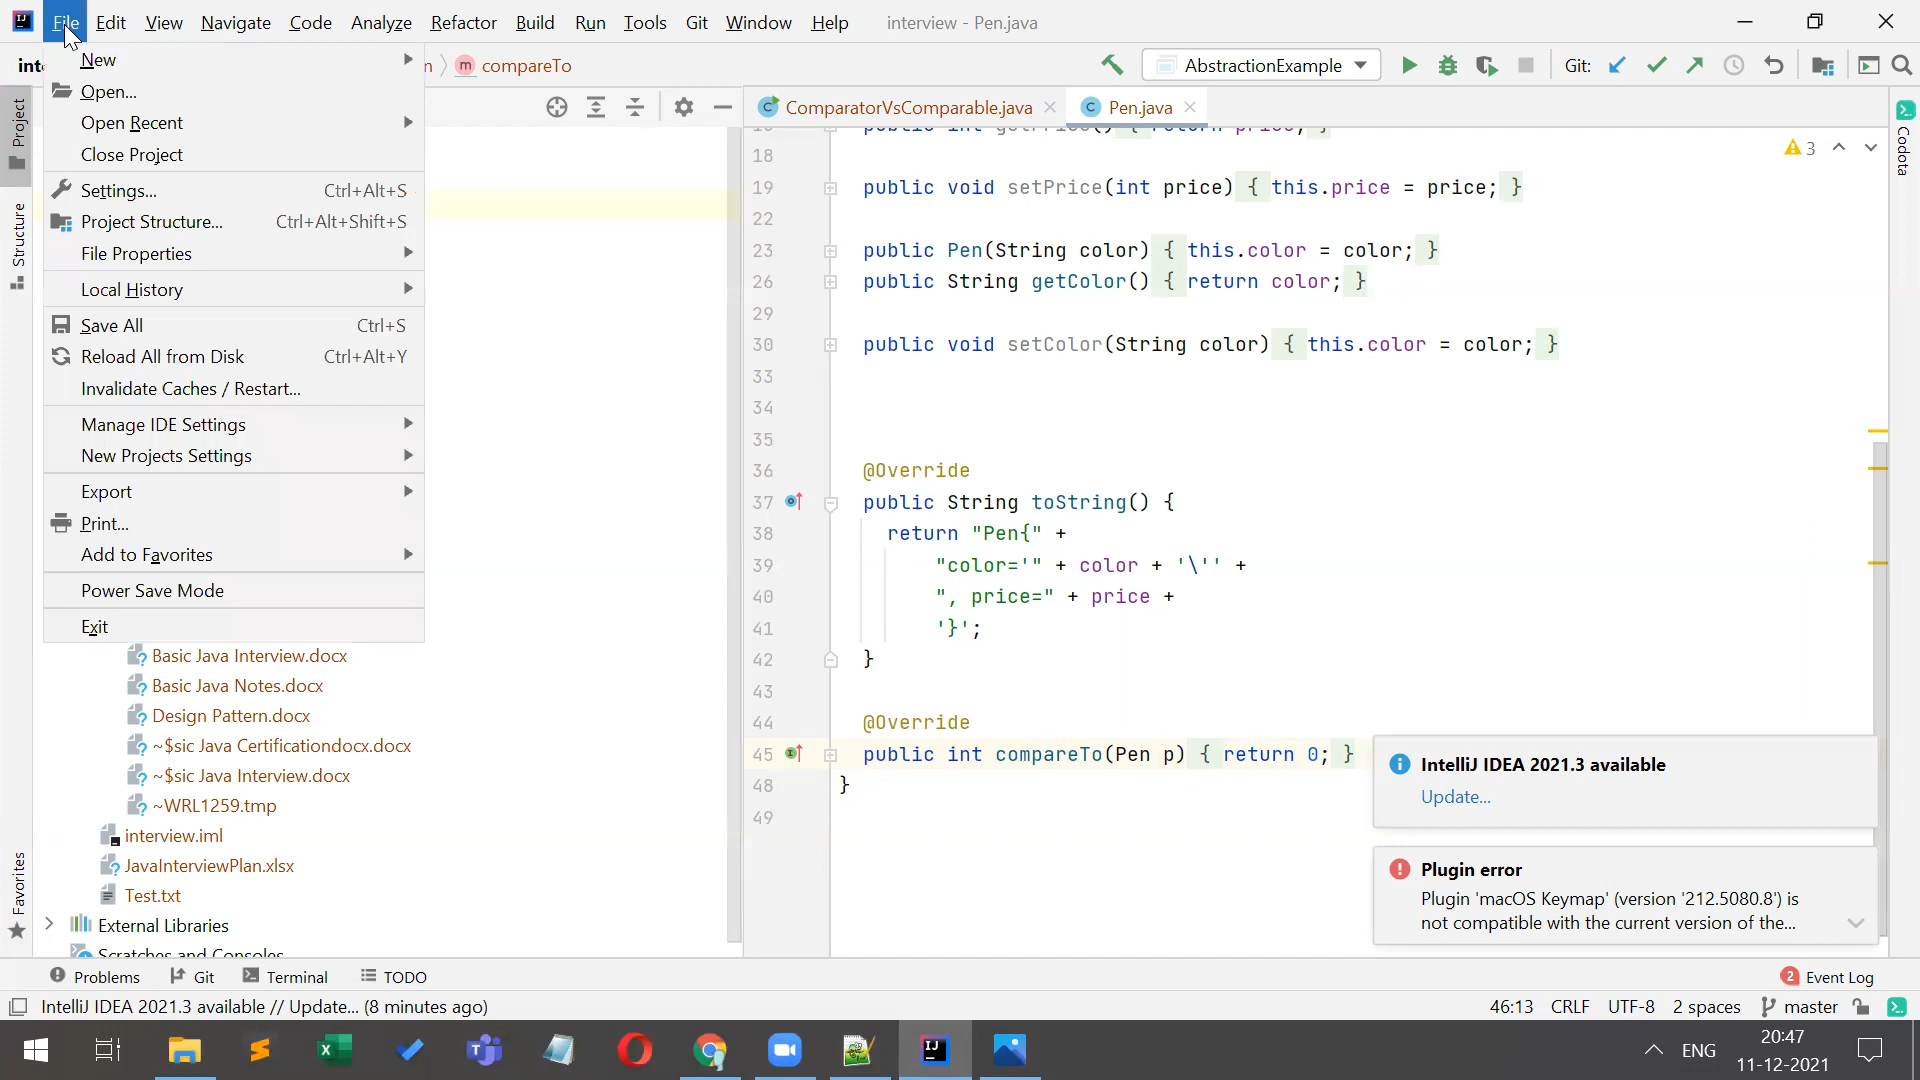 File Edit View Navigate Code Analyze Refactor Build Run Tools Git Window Help interview - Pen.java
compareTo AbstractionExample Git:
New
Open...
Open Recent
Close Project
Settings... Ctrl+Alt+S
Project Structure... Ctrl+Alt+Shift+S
File Properties
Local History
Save All Ctrl+S
Reload All from Disk Ctrl+Alt+Y
Invalidate Caches / Restart...
Manage IDE Settings
New Projects Settings
Export
Print...
Add to Favorites
Power Save Mode
Exit
Project
Structure
Favorites
Basic Java Interview.docx
Basic Java Notes.docx
Design Pattern.docx
~$sic Java Certificationdocx.docx
~$sic Java Interview.docx
~WRL1259.tmp
interview.iml
JavaInterviewPlan.xlsx
Test.txt
External Libraries
Scratches and Consoles
ComparatorVsComparable.java Pen.java
3
Codota
18
19 public void setPrice(int price) { this.price = price; }
22
23 public Pen(String color) { this.color = color; }
26 public String getColor() { return color; }
29
30 public void setColor(String color) { this.color = color; }
33
34
35
36 @Override
37 public String toString() {
38 return "Pen{" +
39 "color='" + color + '\'' +
40 ", price=" + price +
41 '}';
42 }
43
44 @Override
45 public int compareTo(Pen p) { return 0; }
48 }
49
IntelliJ IDEA 2021.3 available
Update...
Plugin error
Plugin 'macOS Keymap' (version '212.5080.8') is
not compatible with the current version of the...
Problems Git Terminal TODO 2 Event Log
IntelliJ IDEA 2021.3 available // Update... (8 minutes ago) 46:13 CRLF UTF-8 2 spaces master
ENG 20:47
11-12-2021